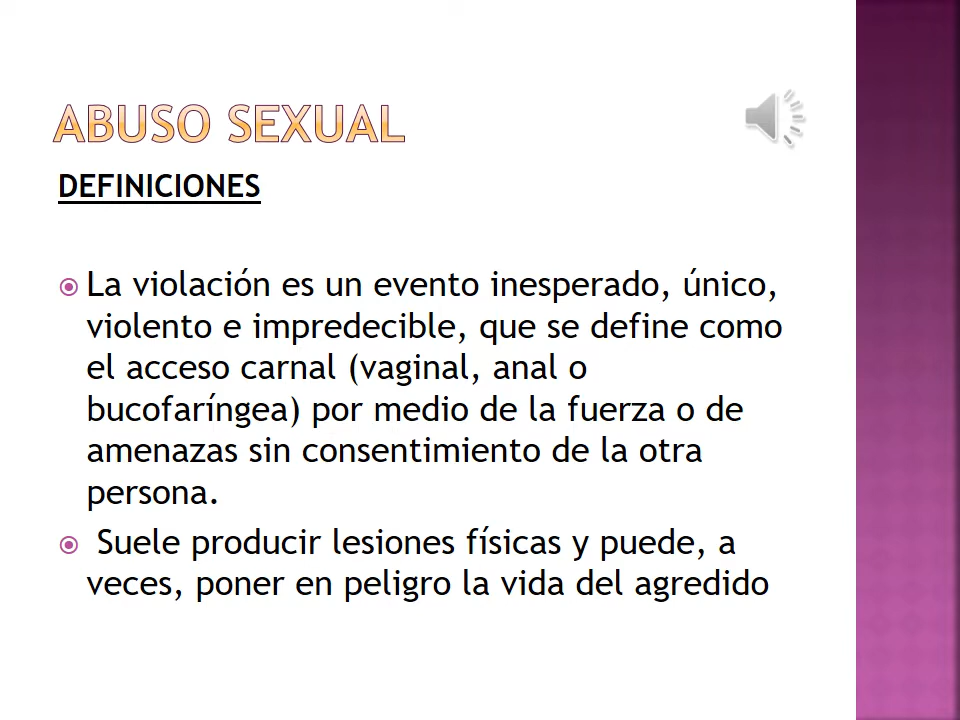 ABUSO SEXUAL
DEFINICIONES
La violación es un evento inesperado, único,
violento e impredecible, que se define como
el acceso carnal (vaginal, anal o
bucofaríngea) por medio de la fuerza o de
amenazas sin consentimiento de la otra
persona.
Suele producir lesiones físicas y puede, a
veces, poner en peligro la vida del agredido